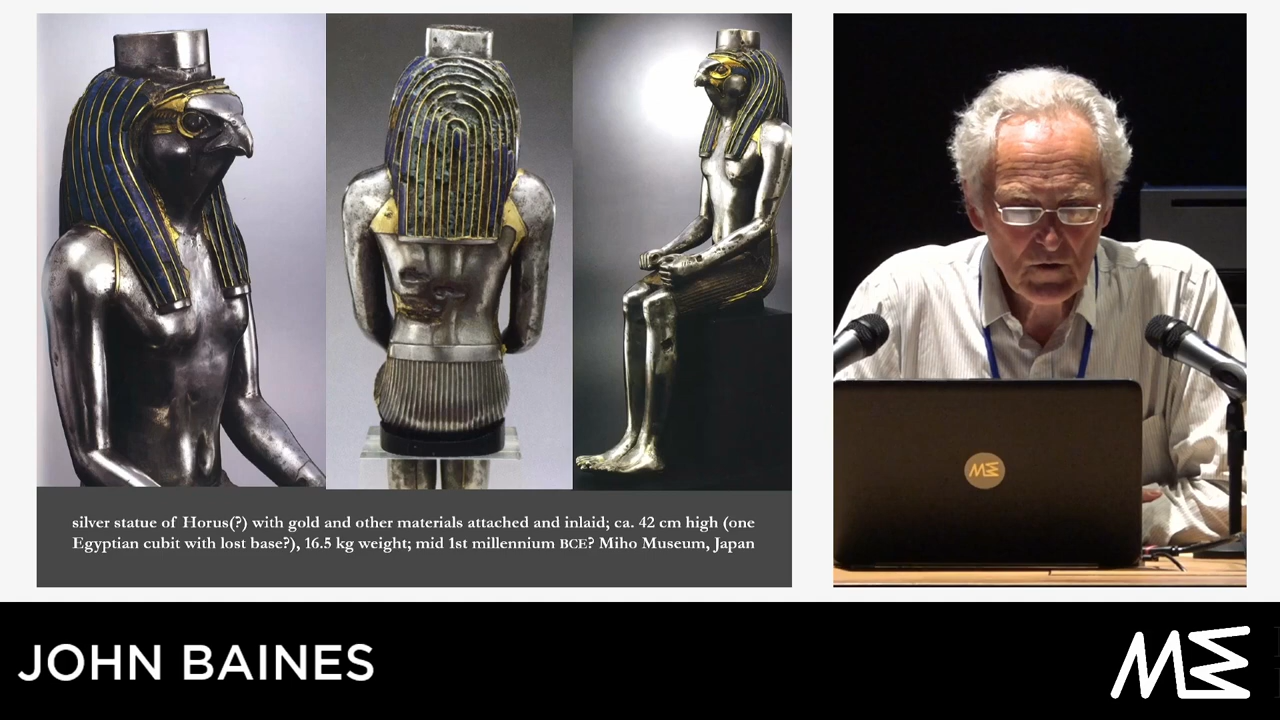 silver statue of Horus(?) with gold and other materials attached and inlaid; ca. 42 cm high (one
Egyptian cubit with lost base?), 16.5 kg weight; mid 1st millennium BCE? Miho Museum, Japan
JOHN BAINES